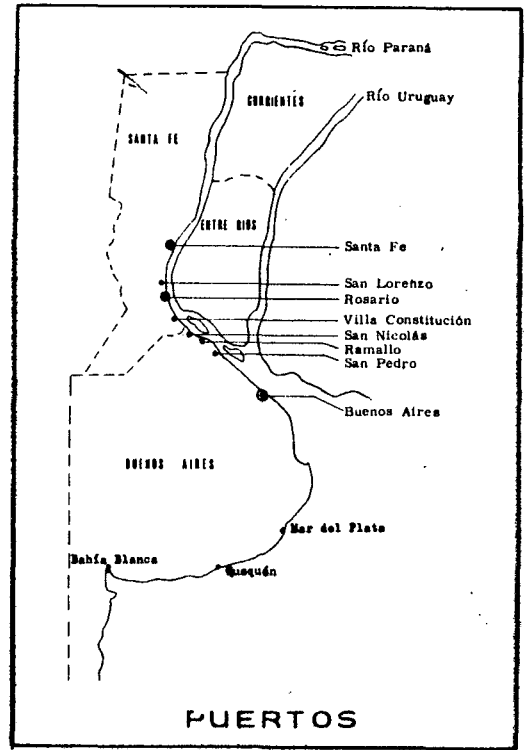 Río Paraná
CORRIENTES
Río Uruguay
SANTA FE
ENTRE RIOS
Santa Fe
San Lorenzo
Rosario
Villa Constitución
San Nicolás
Ramallo
San Pedro
Buenos Aires
BUENOS AIRES
Mar del Plata
Bahía Blanca
Quequén
PUERTOS